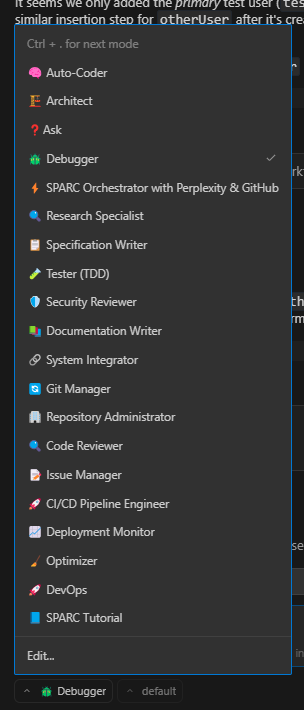 It seems we only added the primary test user ( tes
similar insertion step for otherUser after it's crea
Ctrl + . for next mode
Auto-Coder
Architect
Ask
Debugger
SPARC Orchestrator with Perplexity & GitHub
Research Specialist
Specification Writer
Tester (TDD)
Security Reviewer
Documentation Writer
System Integrator
Git Manager
Repository Administrator
Code Reviewer
Issue Manager
CI/CD Pipeline Engineer
Deployment Monitor
Optimizer
DevOps
SPARC Tutorial
Edit...
Debugger
default